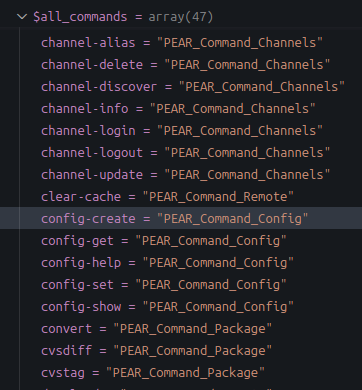 $all_commands = array(47)
channel-alias = "PEAR_Command_Channels"
channel-delete = "PEAR_Command_Channels"
channel-discover = "PEAR_Command_Channels"
channel-info = "PEAR_Command_Channels"
channel-login = "PEAR_Command_Channels"
channel-logout = "PEAR_Command_Channels"
channel-update = "PEAR_Command_Channels"
clear-cache = "PEAR_Command_Remote"
config-create = "PEAR_Command_Config"
config-get = "PEAR_Command_Config"
config-help = "PEAR_Command_Config"
config-set = "PEAR_Command_Config"
config-show = "PEAR_Command_Config"
convert = "PEAR_Command_Package"
cvsdiff = "PEAR_Command_Package"
cvstag = "PEAR_Command_Package"